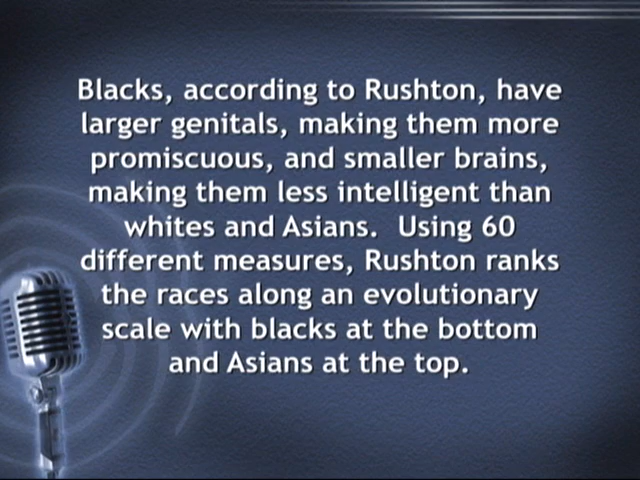 Blacks, according to Rushton, have
larger genitals, making them more
promiscuous, and smaller brains,
making them less intelligent than
whites and Asians. Using 60
different measures, Rushton ranks
the races along an evolutionary
scale with blacks at the bottom
and Asians at the top.